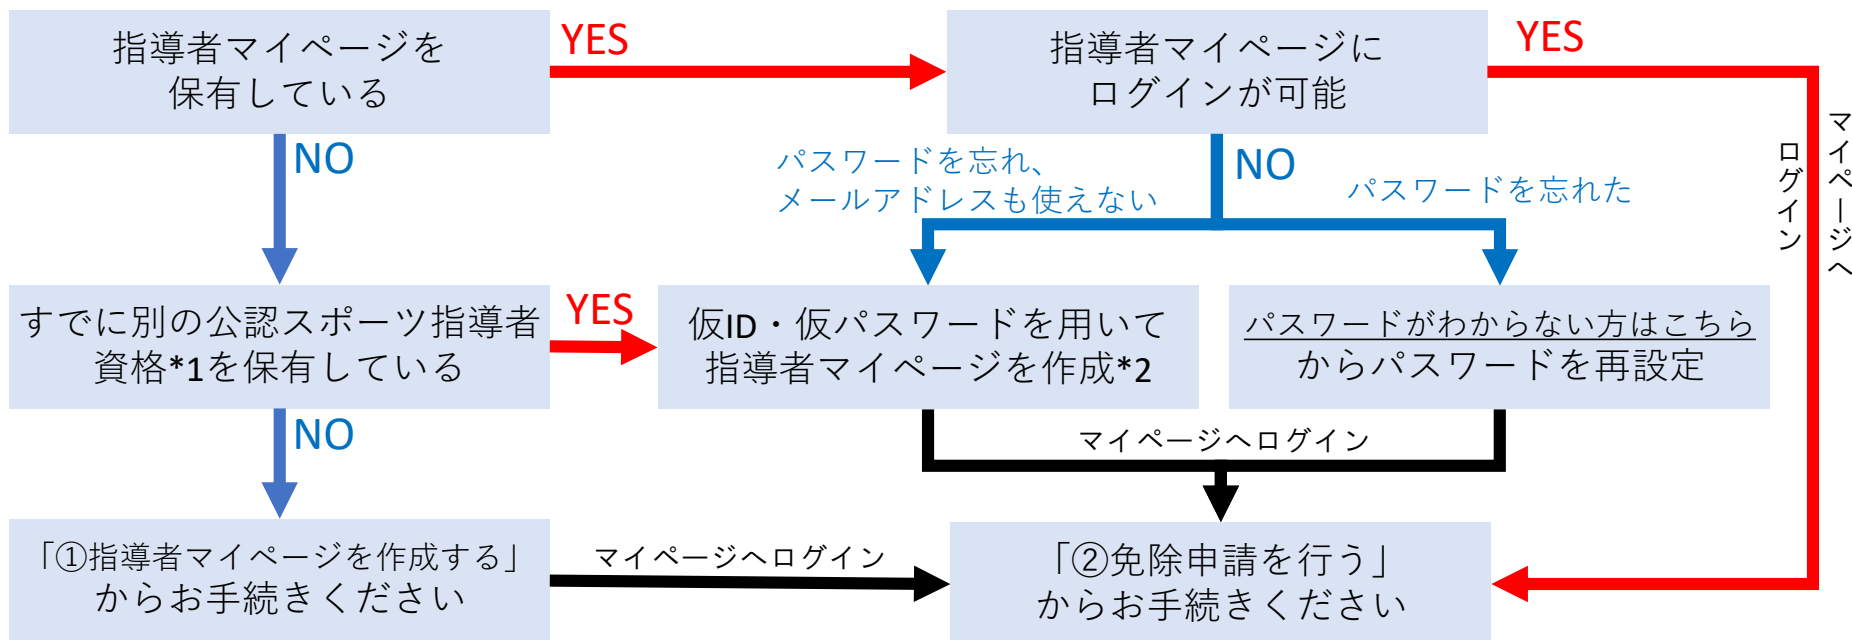 指導者マイページを
保有している
YES
指導者マイページに
ログインが可能
YES
マイページへ
ログイン
NO
パスワードを忘れ、
メールアドレスも使えない
NO
パスワードを忘れた
すでに別の公認スポーツ指導者
資格*1を保有している
YES
仮ID・仮パスワードを用いて
指導者マイページを作成*2
パスワードがわからない方はこちら
からパスワードを再設定
NO
マイページへログイン
「①指導者マイページを作成する」
からお手続きください
マイページへログイン
「②免除申請を行う」
からお手続きください